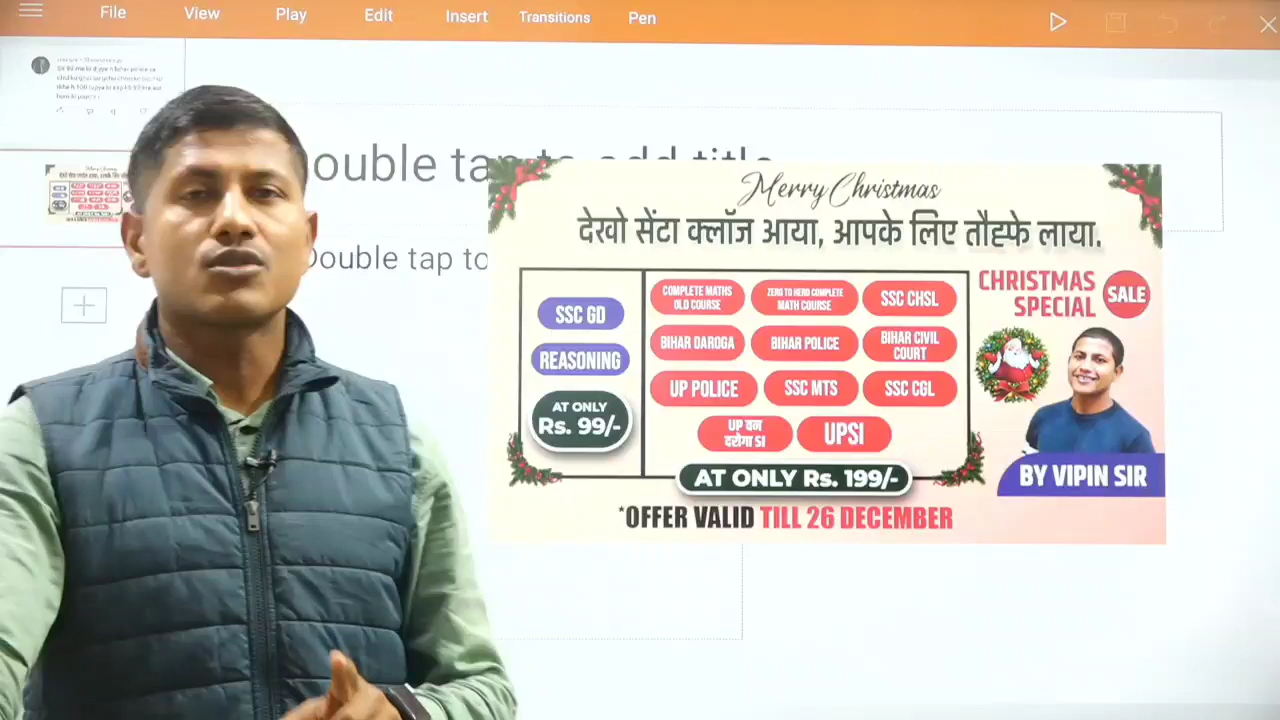 File View Play Edit Insert Transitions Pen
ouble tap to add title
Double tap to
Merry Christmas
देखो सेंटा क्लॉज आया, आपके लिए तौह्फे लाया.
SSC GD
REASONING
AT ONLY
Rs. 99/-
COMPLETE MATHS
OLD COURSE
ZERO TO HERO COMPLETE
MATH COURSE
SSC CHSL
BIHAR DAROGA
BIHAR POLICE
BIHAR CIVIL
COURT
UP POLICE
SSC MTS
SSC CGL
UP वन
दरोगा SI
UPSI
AT ONLY Rs. 199/-
CHRISTMAS
SPECIAL
SALE
BY VIPIN SIR
*OFFER VALID TILL 26 DECEMBER